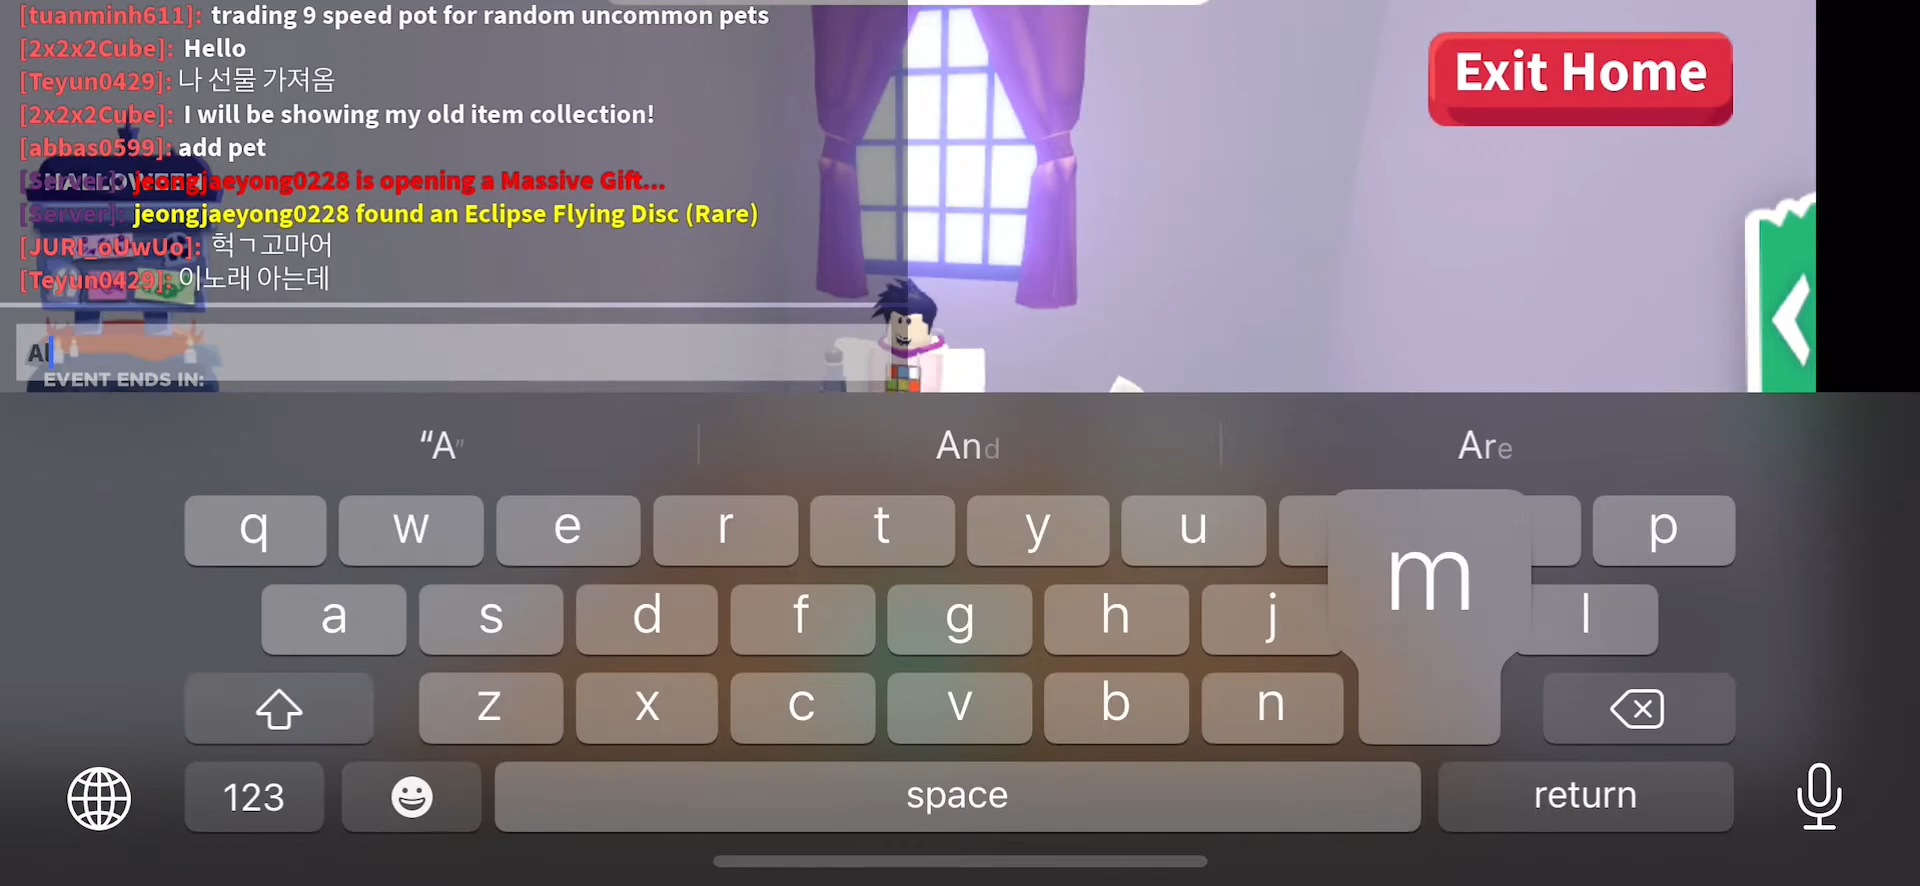 [tuanminh611]: trading 9 speed pot for random uncommon pets
[2x2x2Cube]: Hello
[Teyun0429]: 나 선물 가져옴
[2x2x2Cube]: I will be showing my old item collection!
[abbas0599]: add pet
[Server]: jeongjaeyong0228 is opening a Massive Gift...
[Server]: jeongjaeyong0228 found an Eclipse Flying Disc (Rare)
[JURI_oUwUo]: 헉ㄱ고마어
[Teyun0429]: 이노래 아는데
HALLOWEEN
Al
EVENT ENDS IN:
Exit Home
“A” And Are
q w e r t y u p
a s d f g h j l
z x c v b n m
123 space return